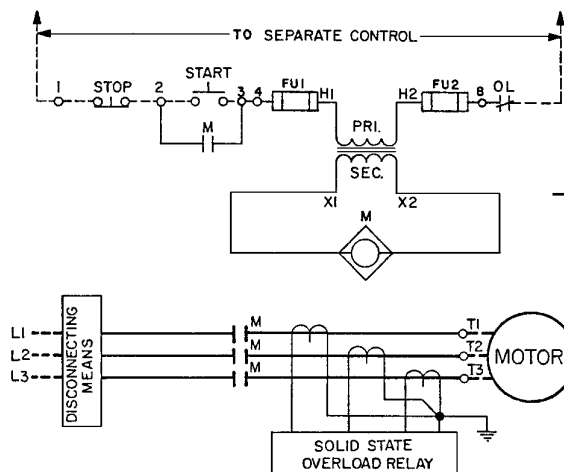 TO SEPARATE CONTROL
1 STOP 2 START 3 4 FU1 H1 H2 FU2 8 OL
M
PRI.
SEC.
X1 X2
M
L1 M T1
L2 M T2
L3 M T3
DISCONNECTING
MEANS
MOTOR
SOLID STATE
OVERLOAD RELAY